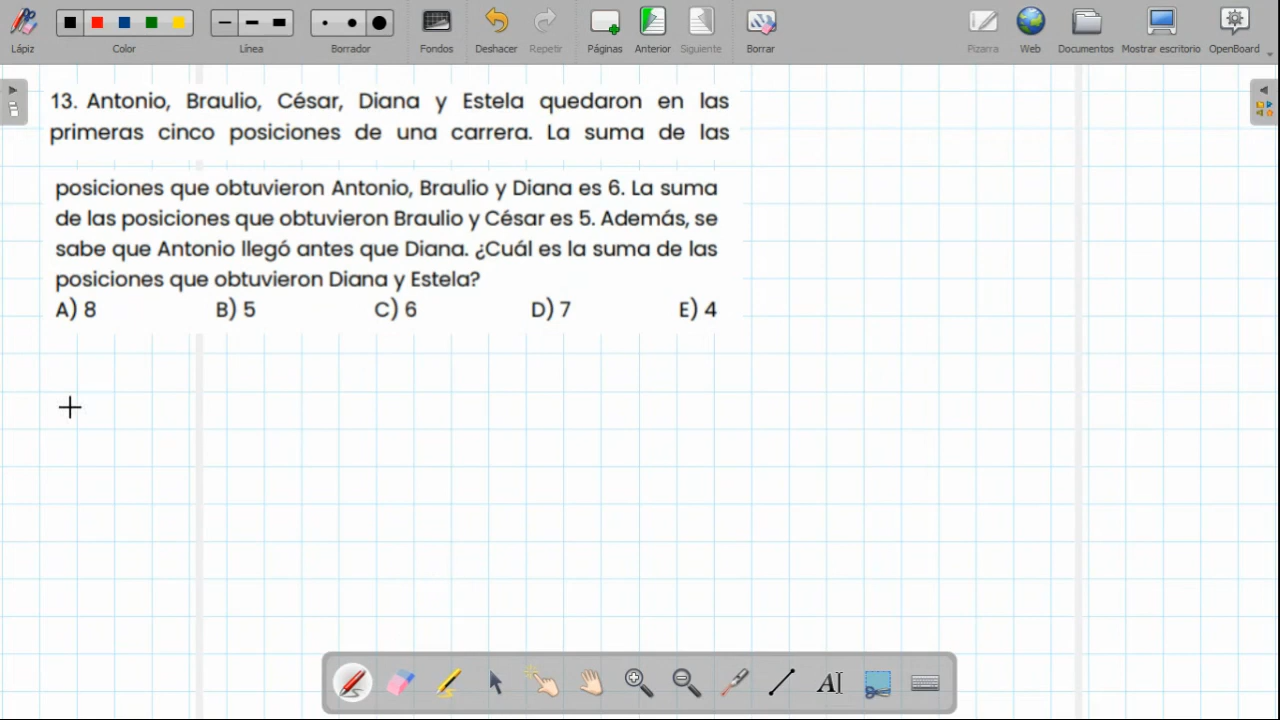 Lápiz
Color
Línea
Borrador
Fondos
Deshacer
Repetir
Páginas
Anterior
Siguiente
Borrar
Pizarra
Web
Documentos
Mostrar escritorio
OpenBoard
13. Antonio, Braulio, César, Diana y Estela quedaron en las
primeras cinco posiciones de una carrera. La suma de las
posiciones que obtuvieron Antonio, Braulio y Diana es 6. La suma
de las posiciones que obtuvieron Braulio y César es 5. Además, se
sabe que Antonio llegó antes que Diana. ¿Cuál es la suma de las
posiciones que obtuvieron Diana y Estela?
A) 8 B) 5 C) 6 D) 7 E) 4
AI